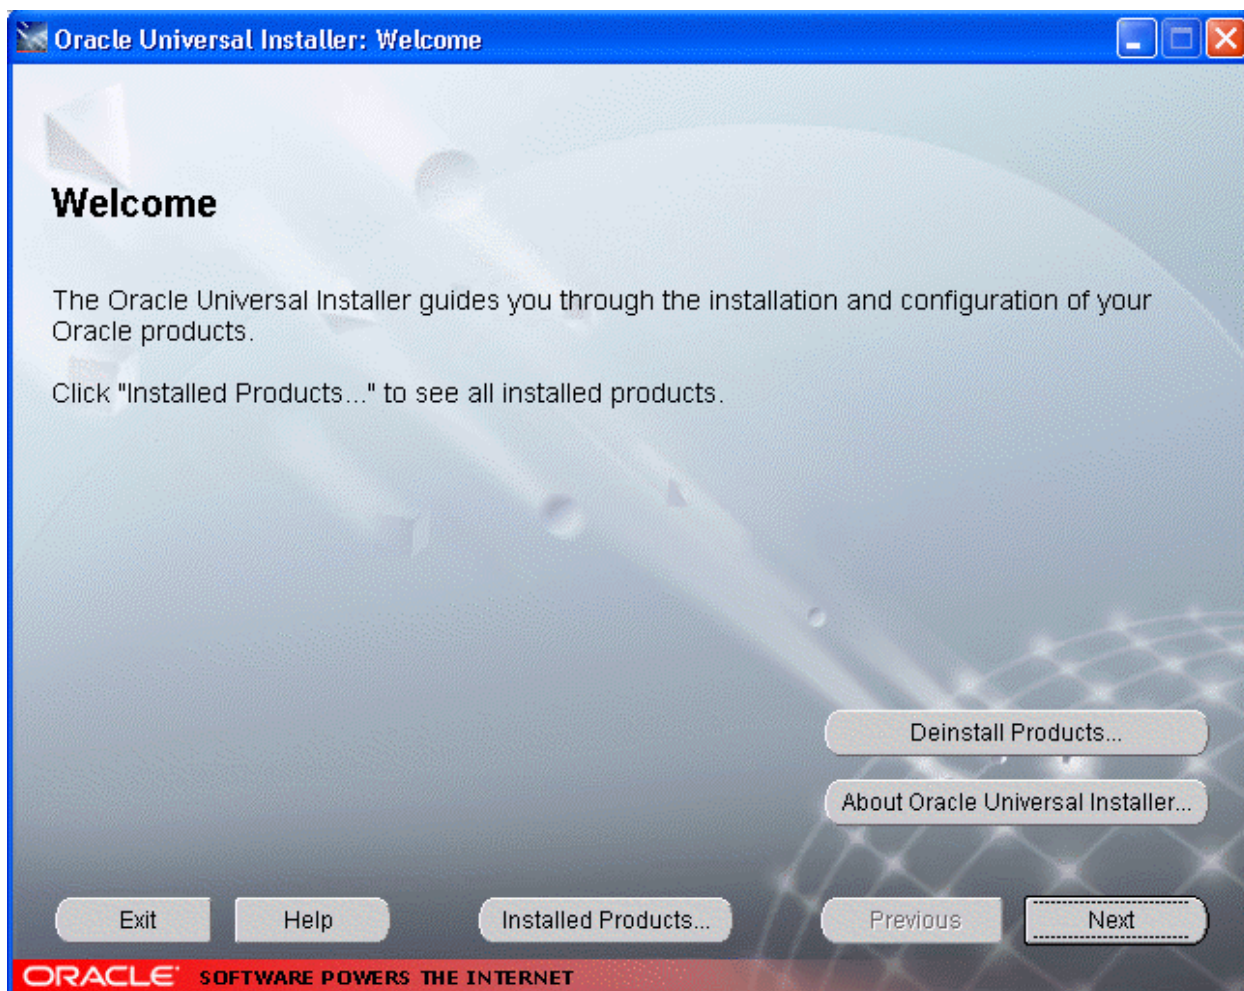 Oracle Universal Installer: Welcome
Welcome
The Oracle Universal Installer guides you through the installation and configuration of your
Oracle products.
Click "Installed Products..." to see all installed products.
Deinstall Products...
About Oracle Universal Installer...
Exit
Help
Installed Products...
Previous
Next
ORACLE SOFTWARE POWERS THE INTERNET